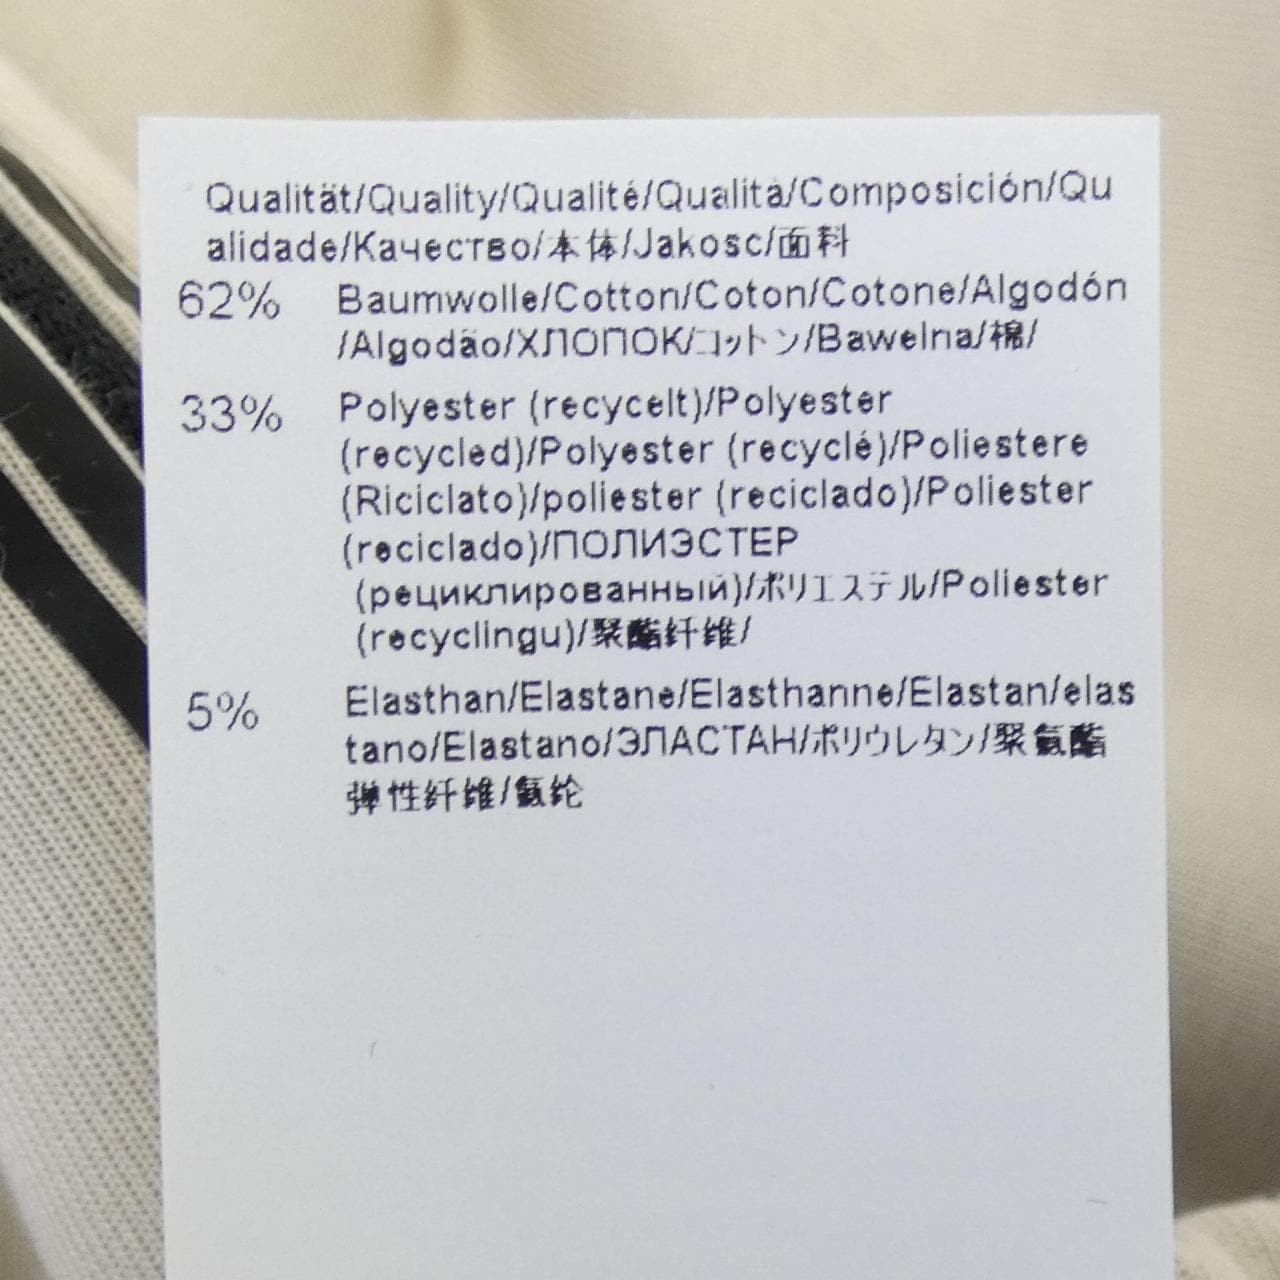 Qualität/Quality/Qualité/Qualità/Composición/Qu
alidade/Качество/本体/Jakosc/面料
62% Baumwolle/Cotton/Coton/Cotone/Algodón
/Algodão/ХЛОПОК/コットン/Bawelna/棉/
33% Polyester (recycelt)/Polyester
(recycled)/Polyester (recyclé)/Poliestere
(Riciclato)/poliester (reciclado)/Poliester
(reciclado)/ПОЛИЭСТЕР
(рециклированный)/ポリエステル/Poliester
(recyclingu)/聚酯纤维/
5% Elasthan/Elastane/Elasthanne/Elastan/elas
tano/Elastano/ЭЛАСТАН/ポリウレタン/聚氨酯
弹性纤维/氨纶